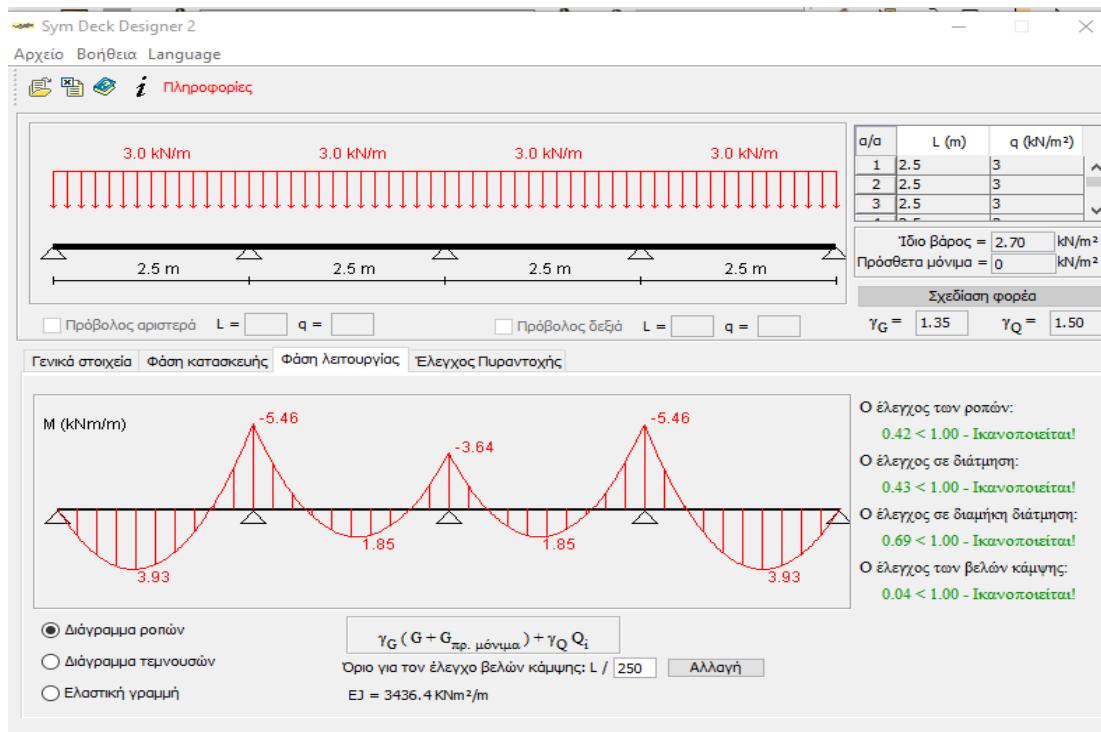 Sym Deck Designer 2
Αρχείο Βοήθεια Language
i Πληροφορίες
3.0 kN/m 3.0 kN/m 3.0 kN/m 3.0 kN/m
2.5 m 2.5 m 2.5 m 2.5 m
α/α L (m) q (kN/m²)
1 2.5 3
2 2.5 3
3 2.5 3
Ίδιο βάρος = 2.70 kN/m²
Πρόσθετα μόνιμα = 0 kN/m²
Σχεδίαση φορέα
Πρόβολος αριστερά L = q = Πρόβολος δεξιά L = q =
γG = 1.35 γQ = 1.50
Γενικά στοιχεία Φάση κατασκευής Φάση λειτουργίας Έλεγχος Πυραντοχής
M (kNm/m)
-5.46 -3.64 -5.46
3.93 1.85 1.85 3.93
Ο έλεγχος των ροπών:
0.42 < 1.00 - Ικανοποιείται!
Ο έλεγχος σε διάτμηση:
0.43 < 1.00 - Ικανοποιείται!
Ο έλεγχος σε διαμήκη διάτμηση:
0.69 < 1.00 - Ικανοποιείται!
Ο έλεγχος των βελών κάμψης:
0.04 < 1.00 - Ικανοποιείται!
Διάγραμμα ροπών
Διάγραμμα τεμνουσών
Ελαστική γραμμή
γG ( G + Gπρ. μόνιμα ) + γQ Qi
Όριο για τον έλεγχο βελών κάμψης: L / 250 Αλλαγή
EJ = 3436.4 KNm²/m